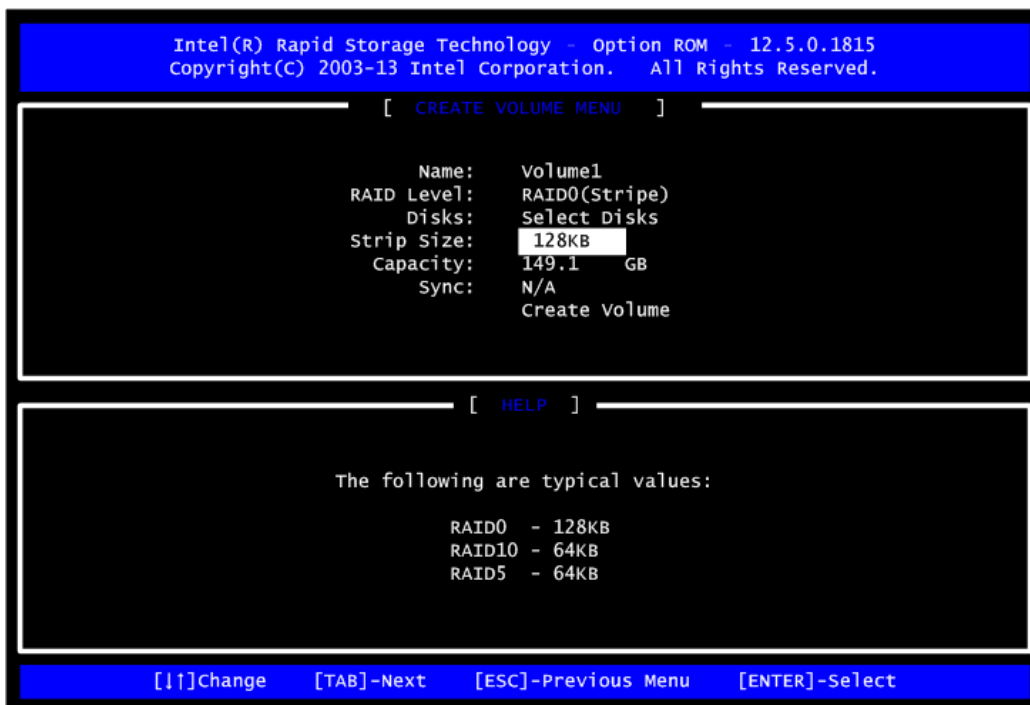 Intel(R) Rapid Storage Technology - Option ROM - 12.5.0.1815
Copyright(C) 2003-13 Intel Corporation. All Rights Reserved.
[ CREATE VOLUME MENU ]
Name: Volume1
RAID Level: RAID0(Stripe)
Disks: Select Disks
Strip Size: 128KB
Capacity: 149.1 GB
Sync: N/A
Create Volume
[ HELP ]
The following are typical values:
RAID0 - 128KB
RAID10 - 64KB
RAID5 - 64KB
[↓↑]Change [TAB]-Next [ESC]-Previous Menu [ENTER]-Select